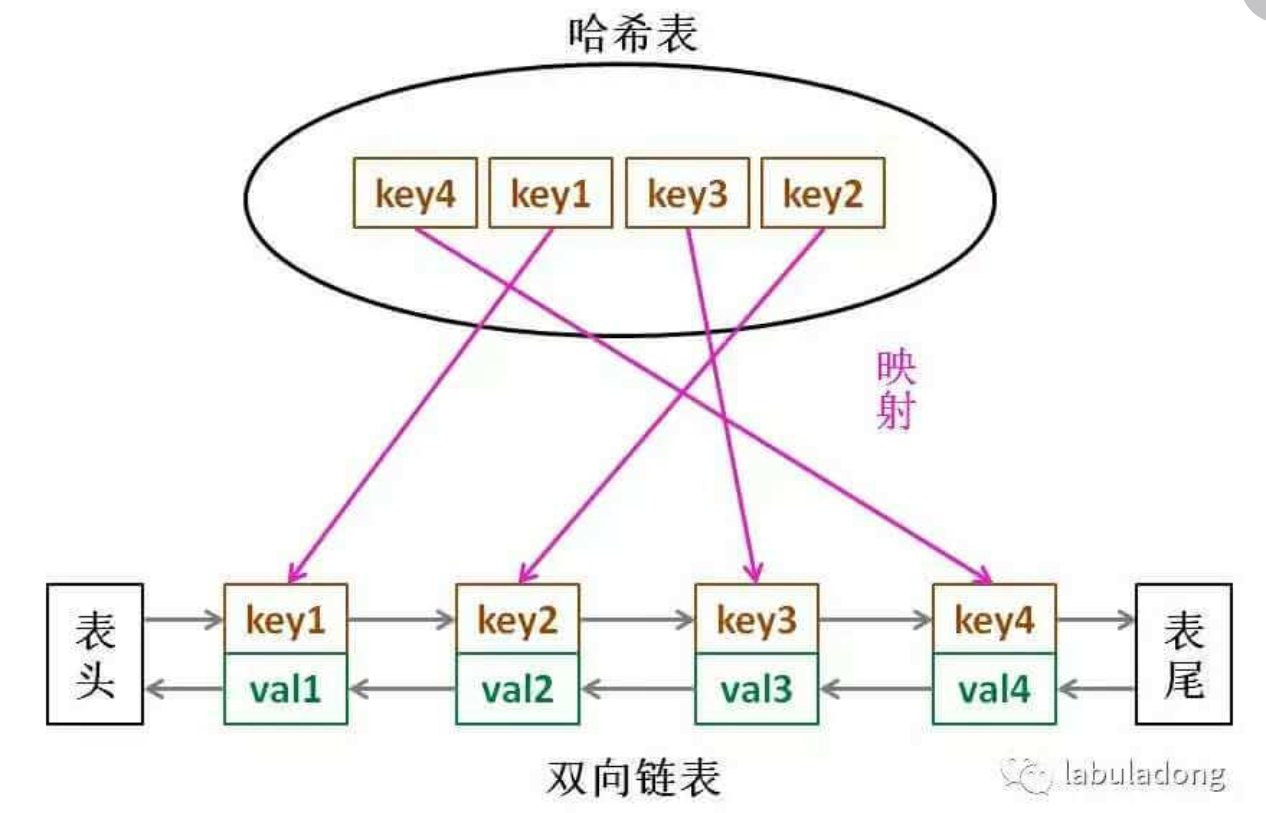 哈希表
key4 key1 key3 key2
映射
表头 key1 key2 key3 key4 表尾
val1 val2 val3 val4
双向链表
labuladong